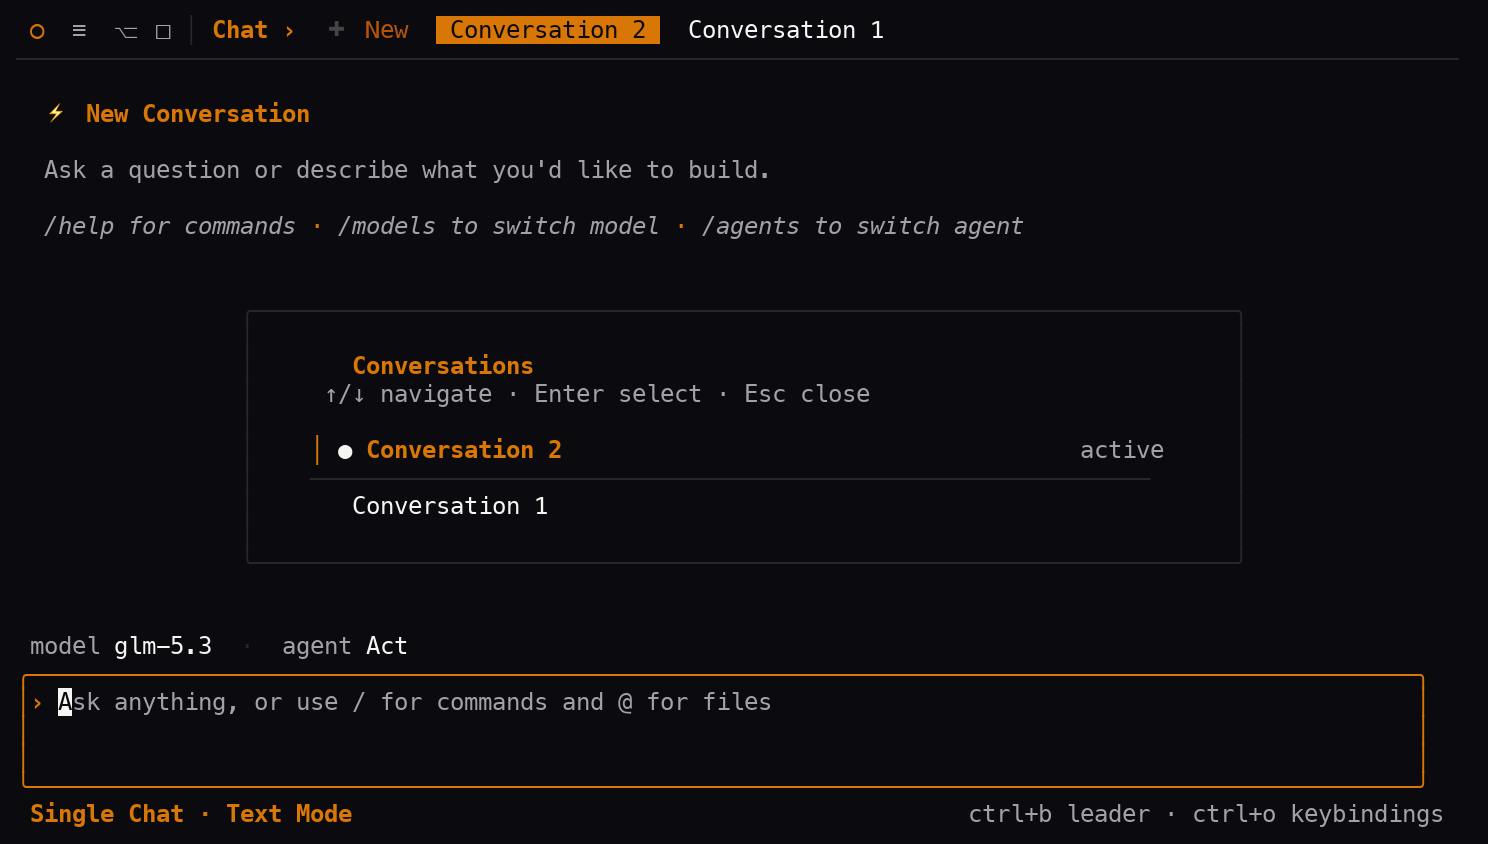 ○ ≡ ⌥ □ │ Chat › + New Conversation 2 Conversation 1
⚡ New Conversation
Ask a question or describe what you'd like to build.
/help for commands · /models to switch model · /agents to switch agent
Conversations
↑/↓ navigate · Enter select · Esc close
● Conversation 2 active
Conversation 1
model glm-5.3 · agent Act
› Ask anything, or use / for commands and @ for files
Single Chat · Text Mode ctrl+b leader · ctrl+o keybindings